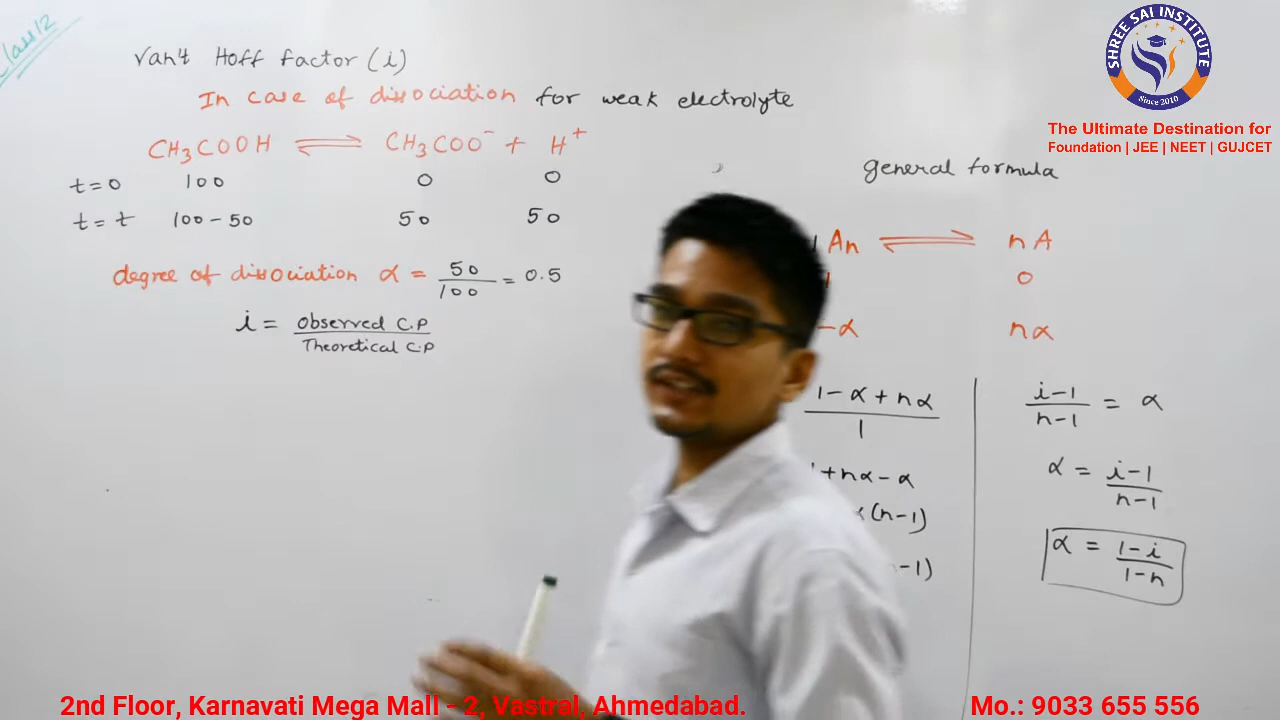 Class 12
Van't Hoff factor (i)
In case of dissociation for weak electrolyte
CH3COOH ⇌ CH3COO⁻ + H⁺
t=0 100 0 0
t=t 100-50 50 50
degree of dissociation α = 50/100 = 0.5
i = Observed C.P / Theoretical C.P
general formula
An ⇌ nA
1 0
-α nα
1-α+nα / 1
+nα-α
(n-1)
-1)
i-1 / n-1 = α
α = i-1 / n-1
α = 1-i / 1-n
SHREE SAI INSTITUTE
Since 2010
The Ultimate Destination for
Foundation | JEE | NEET | GUJCET
2nd Floor, Karnavati Mega Mall - 2, Vastral, Ahmedabad.
Mo.: 9033 655 556